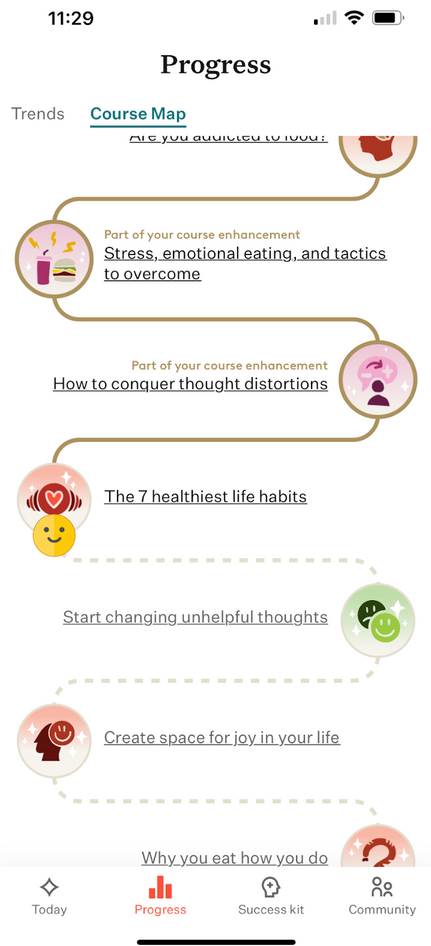 11:29
Progress
Trends
Course Map
Are you addicted to food?
Part of your course enhancement
Stress, emotional eating, and tactics
to overcome
Part of your course enhancement
How to conquer thought distortions
The 7 healthiest life habits
Start changing unhelpful thoughts
Create space for joy in your life
Why you eat how you do
Today
Progress
Success kit
Community